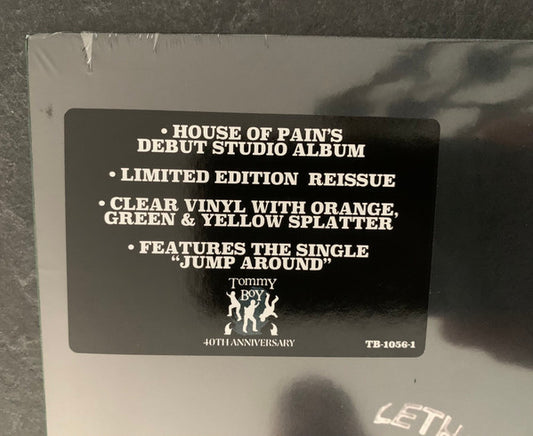 • HOUSE OF PAIN'S
DEBUT STUDIO ALBUM
• LIMITED EDITION REISSUE
• CLEAR VINYL WITH ORANGE,
GREEN & YELLOW SPLATTER
• FEATURES THE SINGLE
“JUMP AROUND”
Tommy
BOY
40TH ANNIVERSARY
TB-1056-1
LETH